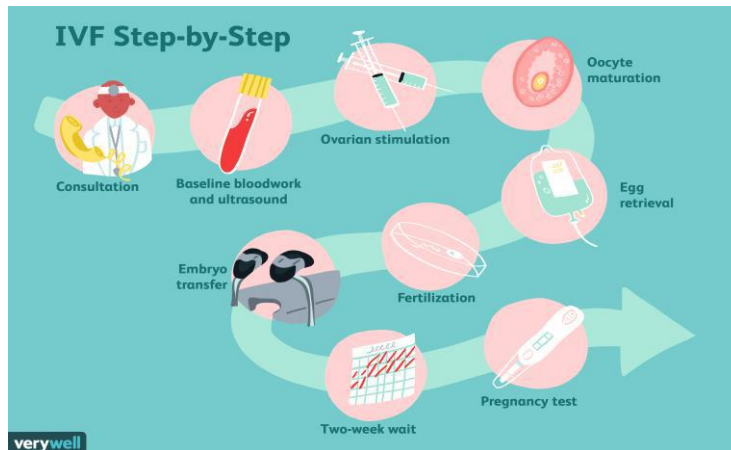 IVF Step-by-Step
Consultation
Baseline bloodwork
and ultrasound
Ovarian stimulation
Oocyte
maturation
Egg
retrieval
Fertilization
Embryo
transfer
Two-week wait
Pregnancy test
verywell